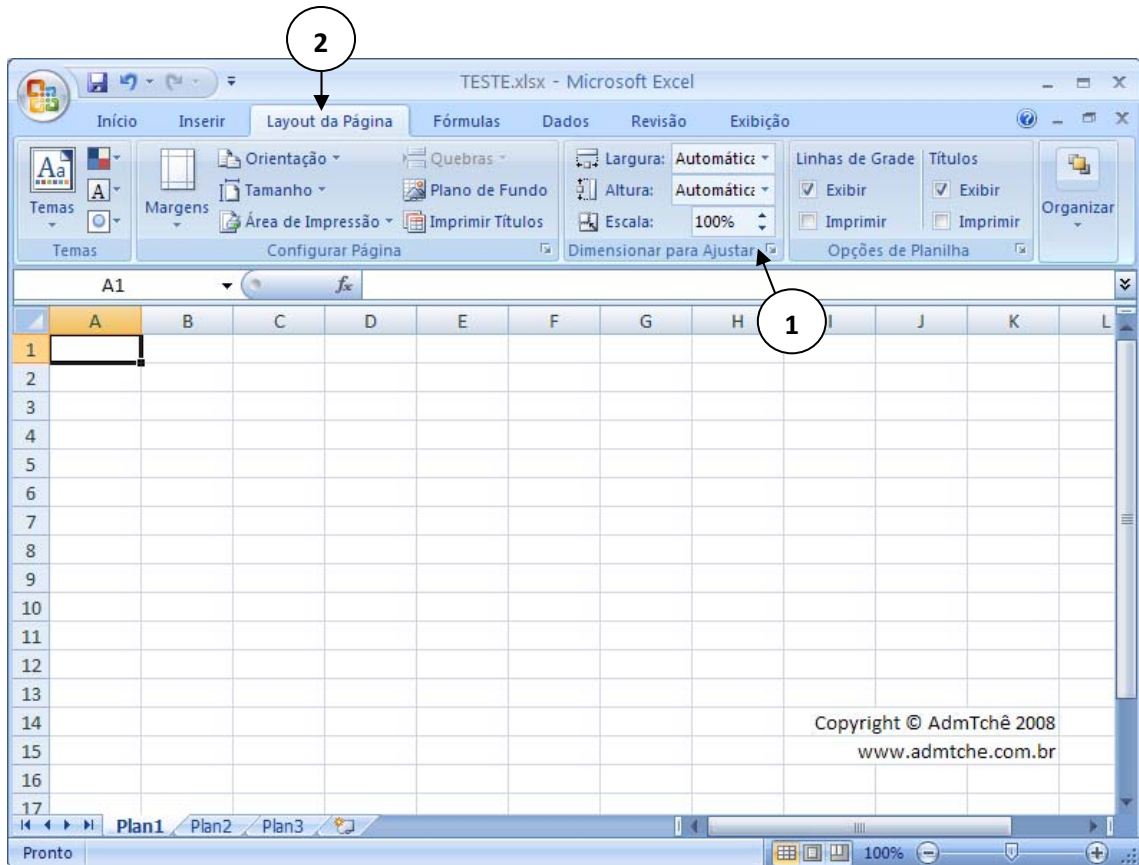 2
TESTE.xlsx - Microsoft Excel
Início Inserir Layout da Página Fórmulas Dados Revisão Exibição
Aa Orientação Quebras Largura: Automática Linhas de Grade Títulos
A Tamanho Plano de Fundo Altura: Automática Exibir Exibir
Temas Margens Área de Impressão Imprimir Títulos Escala: 100% Imprimir Imprimir Organizar
Temas Configurar Página Dimensionar para Ajustar Opções de Planilha
A1 fx
1
A B C D E F G H I J K L
1
2
3
4
5
6
7
8
9
10
11
12
13
14 Copyright © AdmTchê 2008
15 www.admtche.com.br
16
17
Plan1 Plan2 Plan3
Pronto 100%